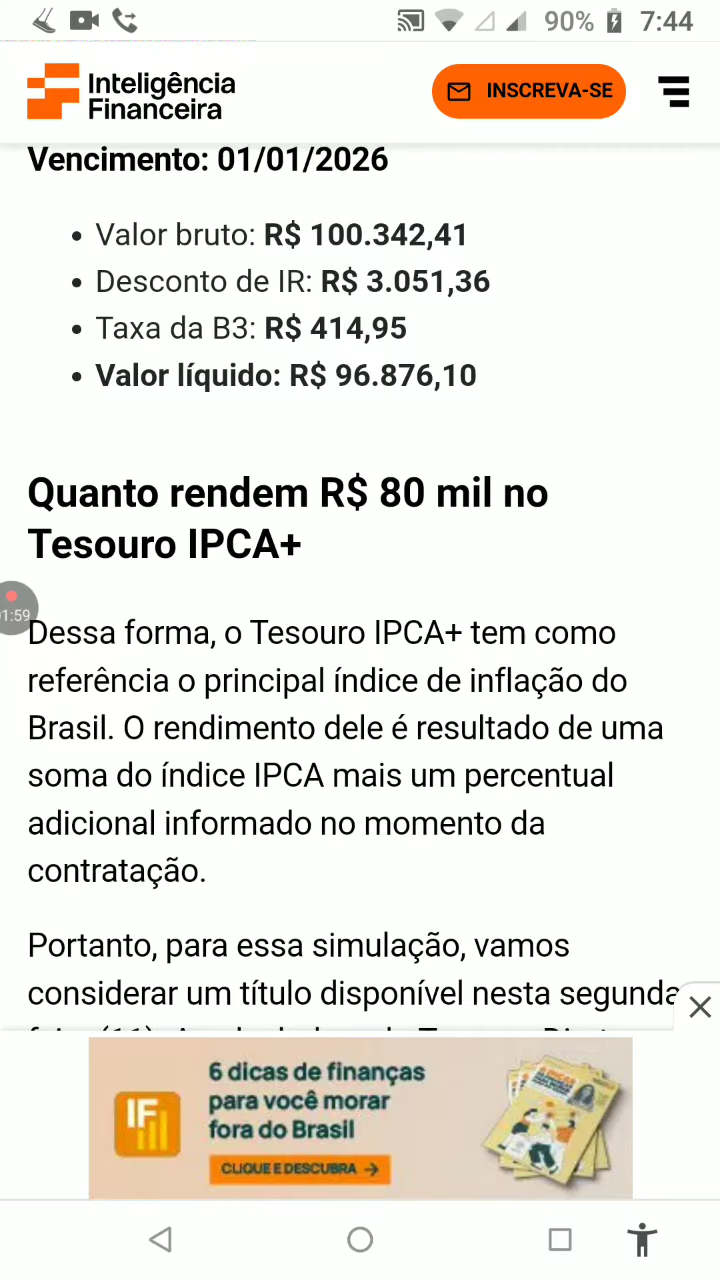 90% 7:44
Inteligência
Financeira
INSCREVA-SE
Vencimento: 01/01/2026
• Valor bruto: R$ 100.342,41
• Desconto de IR: R$ 3.051,36
• Taxa da B3: R$ 414,95
• Valor líquido: R$ 96.876,10
Quanto rendem R$ 80 mil no
Tesouro IPCA+
1:59
Dessa forma, o Tesouro IPCA+ tem como
referência o principal índice de inflação do
Brasil. O rendimento dele é resultado de uma
soma do índice IPCA mais um percentual
adicional informado no momento da
contratação.
Portanto, para essa simulação, vamos
considerar um título disponível nesta segunda
IF
6 dicas de finanças
para você morar
fora do Brasil
CLIQUE E DESCUBRA →